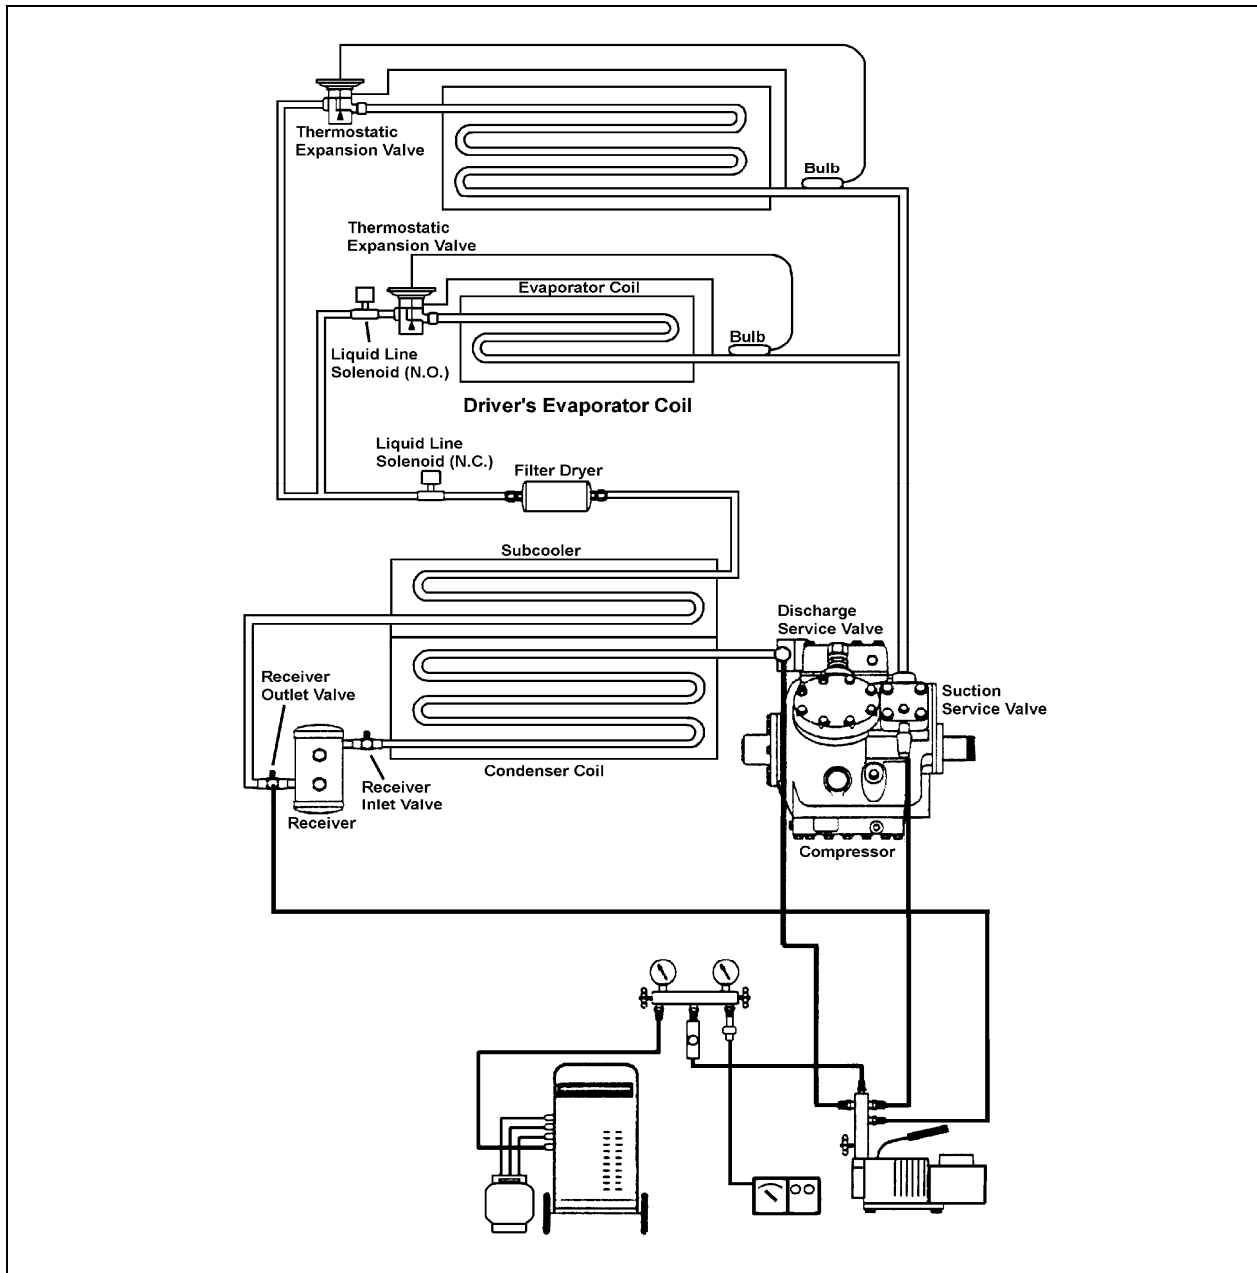 Thermostatic
Expansion Valve
Bulb
Thermostatic
Expansion Valve
Evaporator Coil
Bulb
Liquid Line
Solenoid (N.O.)
Driver's Evaporator Coil
Liquid Line
Solenoid (N.C.)
Filter Dryer
Subcooler
Discharge
Service Valve
Receiver
Outlet Valve
Suction
Service Valve
Condenser Coil
Receiver
Inlet Valve
Receiver
Compressor